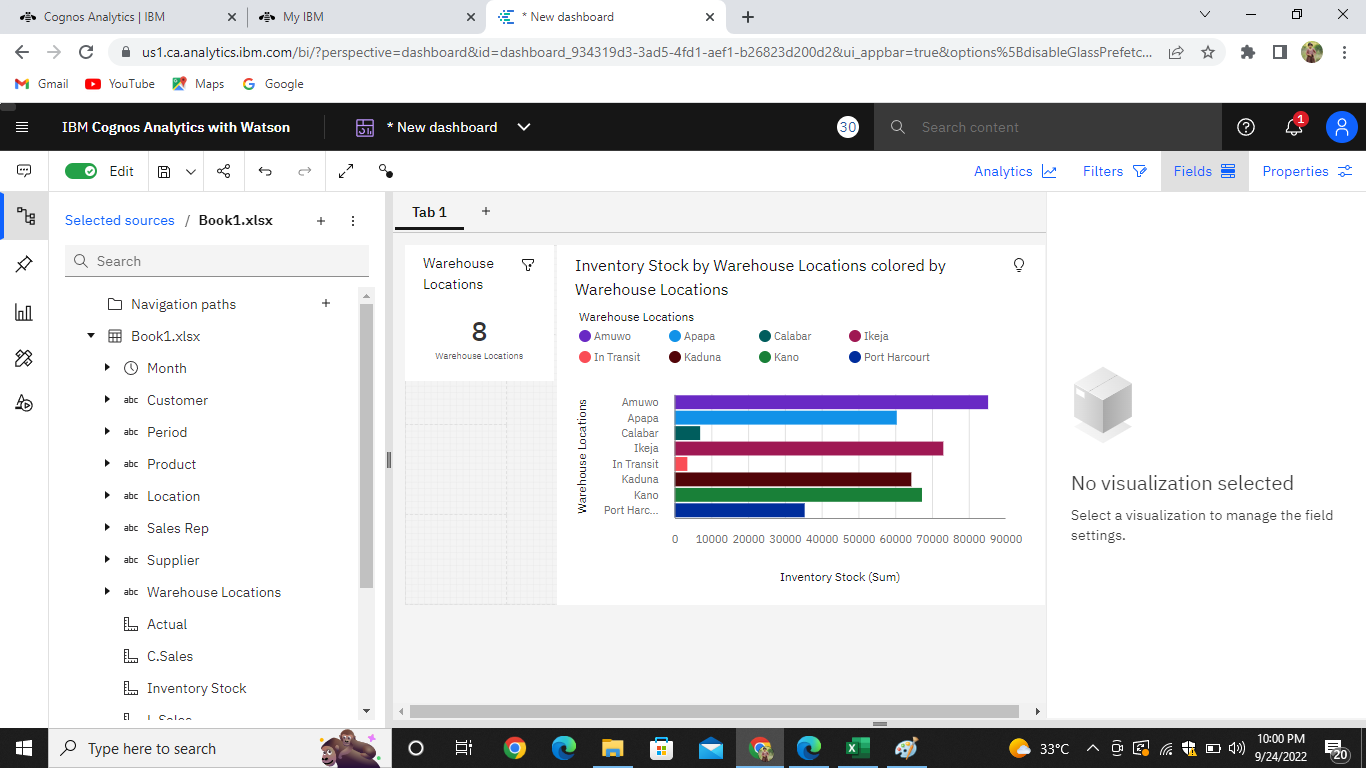 Cognos Analytics | IBM
My IBM
* New dashboard
us1.ca.analytics.ibm.com/bi/?perspective=dashboard&id=dashboard_934319d3-3ad5-4fd1-aef1-b26823d200d2&ui_appbar=true&options%5BdisableGlassPrefetc...
Gmail
YouTube
Maps
Google
IBM Cognos Analytics with Watson
* New dashboard
30
Search content
1
Edit
Analytics
Filters
Fields
Properties
Selected sources / Book1.xlsx
Search
Navigation paths
Book1.xlsx
Month
abc Customer
abc Period
abc Product
abc Location
abc Sales Rep
abc Supplier
abc Warehouse Locations
Actual
C.Sales
Inventory Stock
Tab 1
Warehouse
Locations
8
Warehouse Locations
Inventory Stock by Warehouse Locations colored by
Warehouse Locations
Warehouse Locations
Amuwo Apapa Calabar Ikeja
In Transit Kaduna Kano Port Harcourt
Warehouse Locations
Amuwo
Apapa
Calabar
Ikeja
In Transit
Kaduna
Kano
Port Harc...
0 10000 20000 30000 40000 50000 60000 70000 80000 90000
Inventory Stock (Sum)
No visualization selected
Select a visualization to manage the field
settings.
Type here to search
33°C
10:00 PM
9/24/2022
20